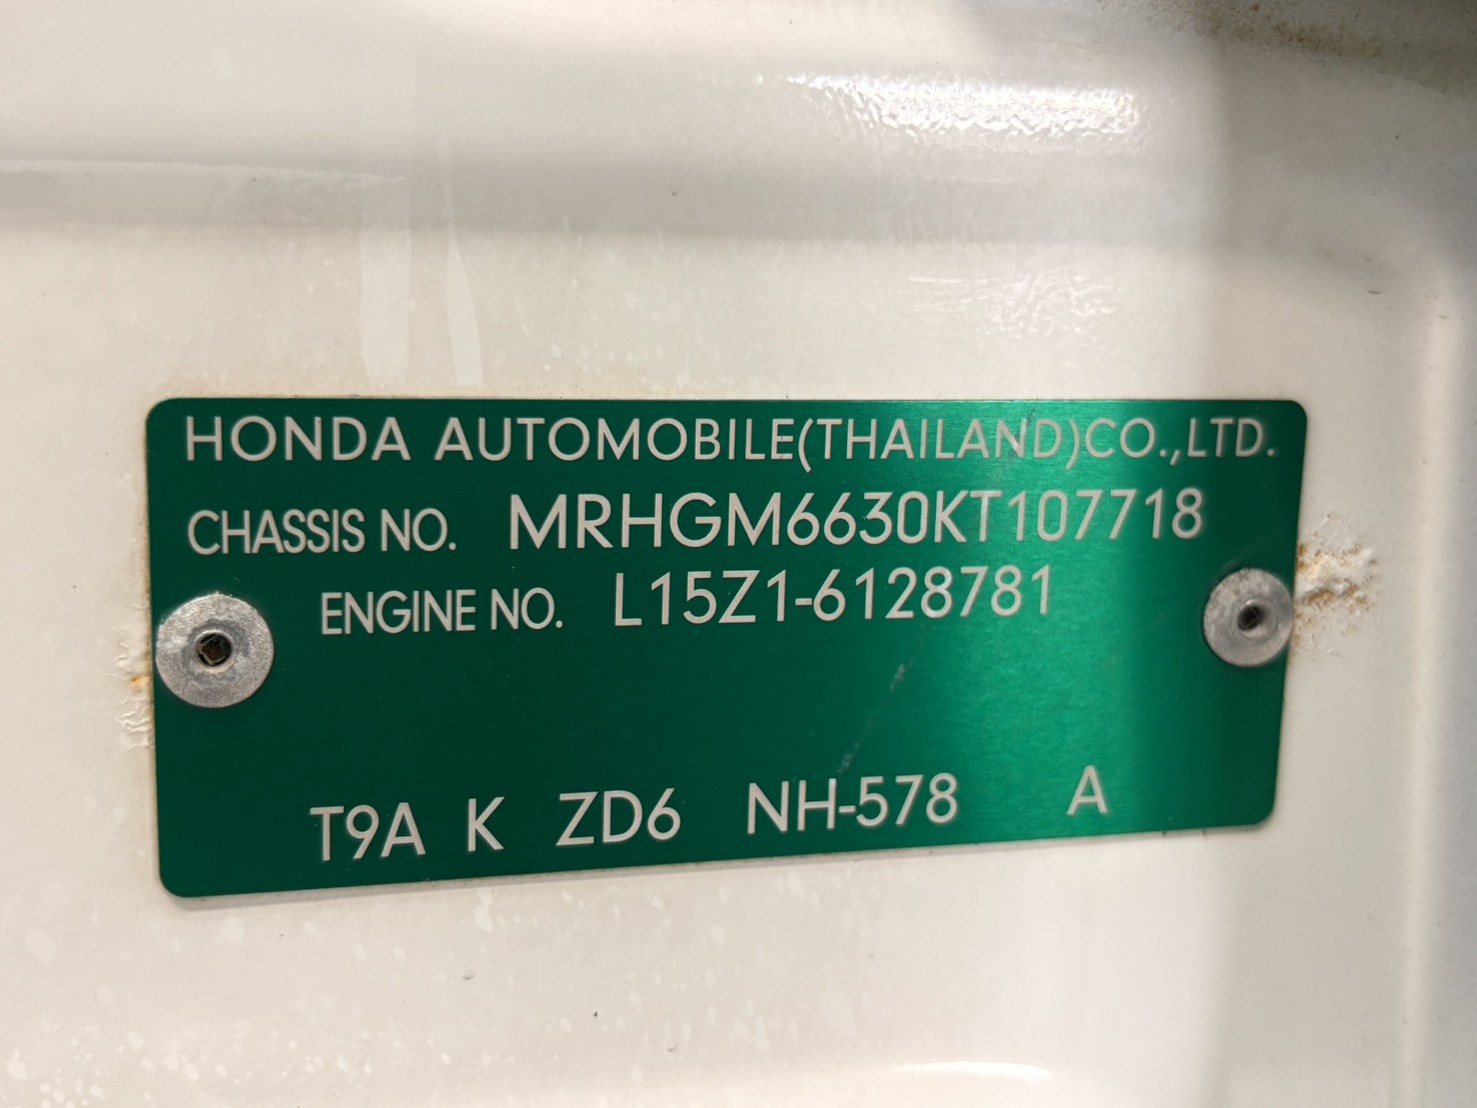 HONDA AUTOMOBILE(THAILAND)CO.,LTD.
CHASSIS NO. MRHGM6630KT107718
ENGINE NO. L15Z1-6128781
T9A K ZD6 NH-578 A